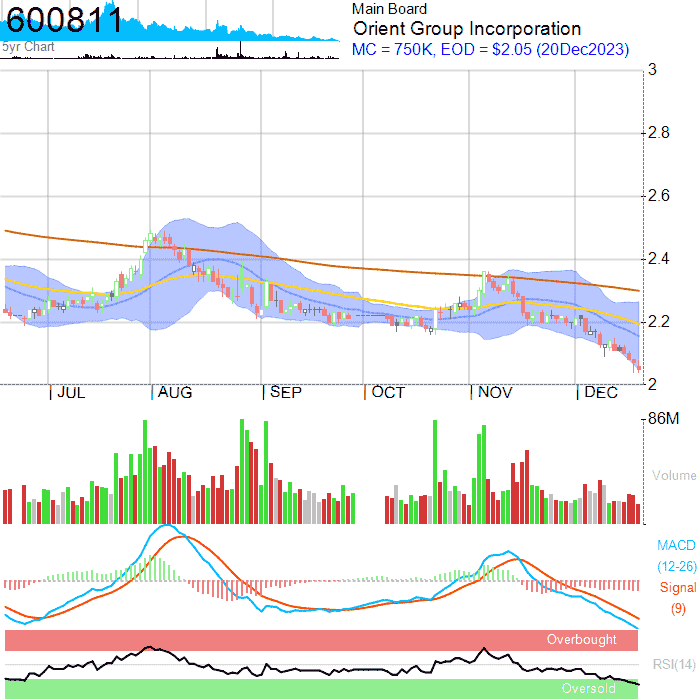 600811
5yr Chart
Main Board
Orient Group Incorporation
MC = 750K, EOD = $2.05 (20Dec2023)
3
2.8
2.6
2.4
2.2
2
JUL AUG SEP OCT NOV DEC
86M
Volume
MACD
(12-26)
Signal
(9)
Overbought
RSI(14)
Oversold